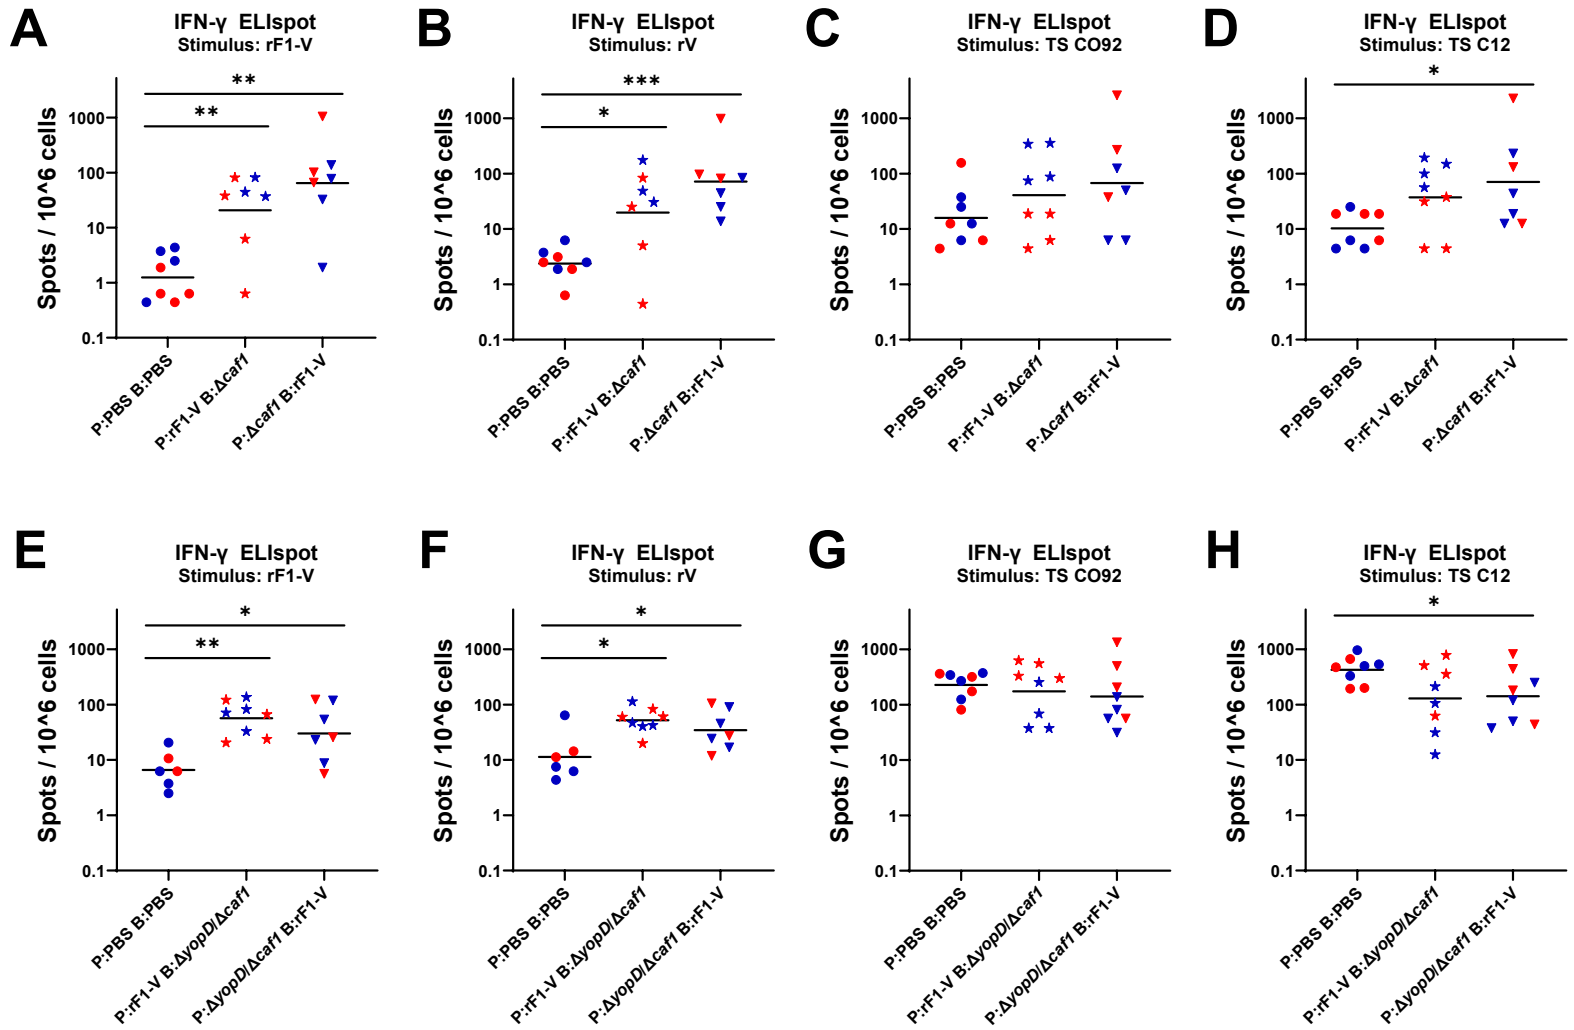 A
IFN-γ ELIspot
Stimulus: rF1-V
Spots / 10^6 cells
1000
100
10
1
0.1
**
**
P:PBS B:PBS
P:rF1-V B:Δcaf1
P:Δcaf1 B:rF1-V
B
IFN-γ ELIspot
Stimulus: rV
Spots / 10^6 cells
1000
100
10
1
0.1
***
*
P:PBS B:PBS
P:rF1-V B:Δcaf1
P:Δcaf1 B:rF1-V
C
IFN-γ ELIspot
Stimulus: TS CO92
Spots / 10^6 cells
1000
100
10
1
0.1
P:PBS B:PBS
P:rF1-V B:Δcaf1
P:Δcaf1 B:rF1-V
D
IFN-γ ELIspot
Stimulus: TS C12
Spots / 10^6 cells
1000
100
10
1
0.1
*
P:PBS B:PBS
P:rF1-V B:Δcaf1
P:Δcaf1 B:rF1-V
E
IFN-γ ELIspot
Stimulus: rF1-V
Spots / 10^6 cells
1000
100
10
1
0.1
*
**
P:PBS B:PBS
P:rF1-V B:ΔyopD/Δcaf1
P:ΔyopD/Δcaf1 B:rF1-V
F
IFN-γ ELIspot
Stimulus: rV
Spots / 10^6 cells
1000
100
10
1
0.1
*
*
P:PBS B:PBS
P:rF1-V B:ΔyopD/Δcaf1
P:ΔyopD/Δcaf1 B:rF1-V
G
IFN-γ ELIspot
Stimulus: TS CO92
Spots / 10^6 cells
1000
100
10
1
0.1
P:PBS B:PBS
P:rF1-V B:ΔyopD/Δcaf1
P:ΔyopD/Δcaf1 B:rF1-V
H
IFN-γ ELIspot
Stimulus: TS C12
Spots / 10^6 cells
1000
100
10
1
0.1
*
P:PBS B:PBS
P:rF1-V B:ΔyopD/Δcaf1
P:ΔyopD/Δcaf1 B:rF1-V